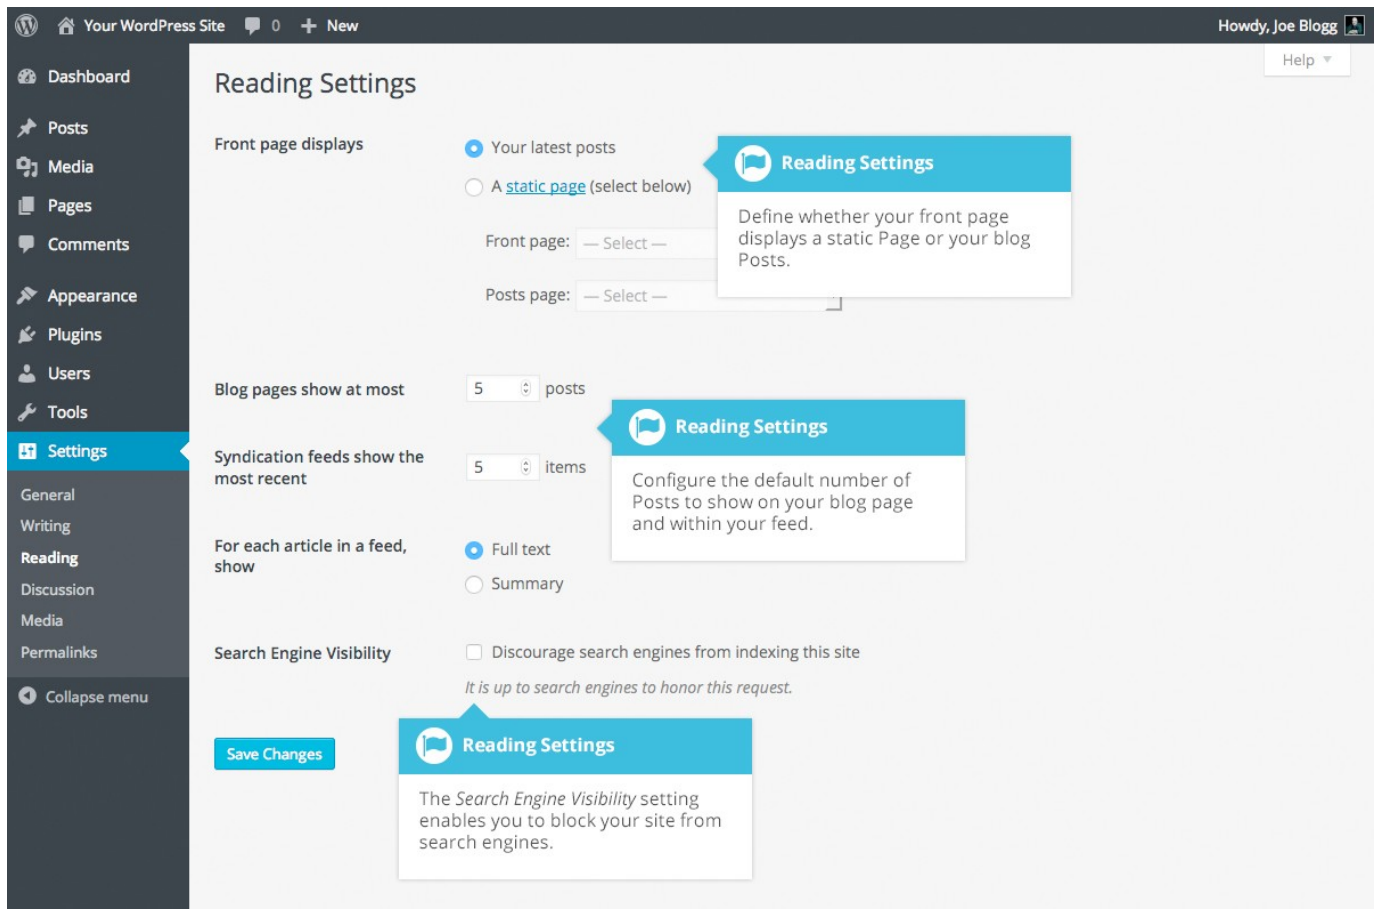 Your WordPress Site 0 + New Howdy, Joe Blogg
Help
Dashboard
Posts
Media
Pages
Comments
Appearance
Plugins
Users
Tools
Settings
General
Writing
Reading
Discussion
Media
Permalinks
Collapse menu
Reading Settings
Front page displays
Your latest posts
A static page (select below)
Front page: — Select —
Posts page: — Select —
Reading Settings
Define whether your front page
displays a static Page or your blog
Posts.
Blog pages show at most 5 posts
Syndication feeds show the
most recent
5 items
Reading Settings
Configure the default number of
Posts to show on your blog page
and within your feed.
For each article in a feed,
show
Full text
Summary
Search Engine Visibility
Discourage search engines from indexing this site
It is up to search engines to honor this request.
Reading Settings
The Search Engine Visibility setting
enables you to block your site from
search engines.
Save Changes